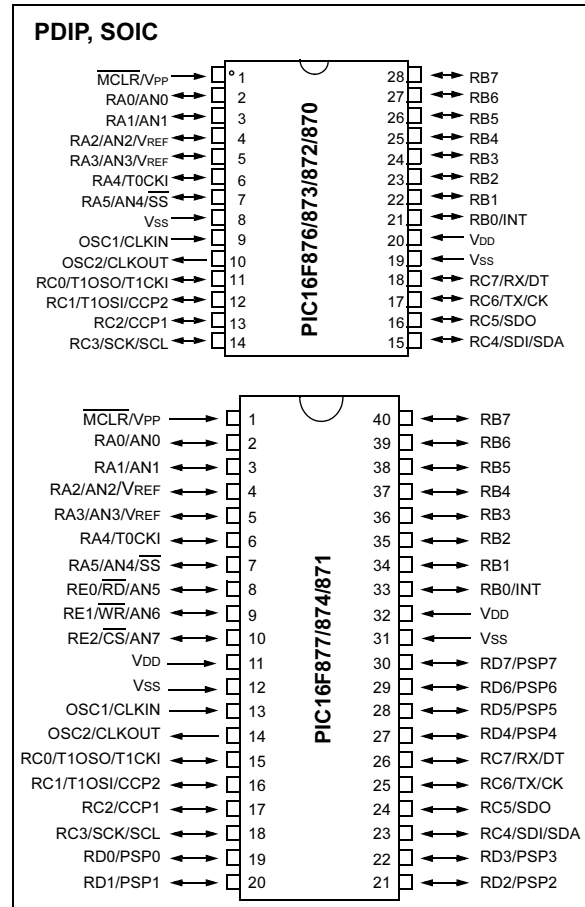 PDIP, SOIC
MCLR/VPP 1 28 RB7
RA0/AN0 2 27 RB6
RA1/AN1 3 26 RB5
RA2/AN2/VREF 4 25 RB4
RA3/AN3/VREF 5 24 RB3
RA4/T0CKI 6 23 RB2
RA5/AN4/SS 7 22 RB1
VSS 8 21 RB0/INT
OSC1/CLKIN 9 20 VDD
OSC2/CLKOUT 10 19 VSS
RC0/T1OSO/T1CKI 11 18 RC7/RX/DT
RC1/T1OSI/CCP2 12 17 RC6/TX/CK
RC2/CCP1 13 16 RC5/SDO
RC3/SCK/SCL 14 15 RC4/SDI/SDA
PIC16F876/873/872/870
MCLR/VPP 1 40 RB7
RA0/AN0 2 39 RB6
RA1/AN1 3 38 RB5
RA2/AN2/VREF 4 37 RB4
RA3/AN3/VREF 5 36 RB3
RA4/T0CKI 6 35 RB2
RA5/AN4/SS 7 34 RB1
RE0/RD/AN5 8 33 RB0/INT
RE1/WR/AN6 9 32 VDD
RE2/CS/AN7 10 31 VSS
VDD 11 30 RD7/PSP7
VSS 12 29 RD6/PSP6
OSC1/CLKIN 13 28 RD5/PSP5
OSC2/CLKOUT 14 27 RD4/PSP4
RC0/T1OSO/T1CKI 15 26 RC7/RX/DT
RC1/T1OSI/CCP2 16 25 RC6/TX/CK
RC2/CCP1 17 24 RC5/SDO
RC3/SCK/SCL 18 23 RC4/SDI/SDA
RD0/PSP0 19 22 RD3/PSP3
RD1/PSP1 20 21 RD2/PSP2
PIC16F877/874/871